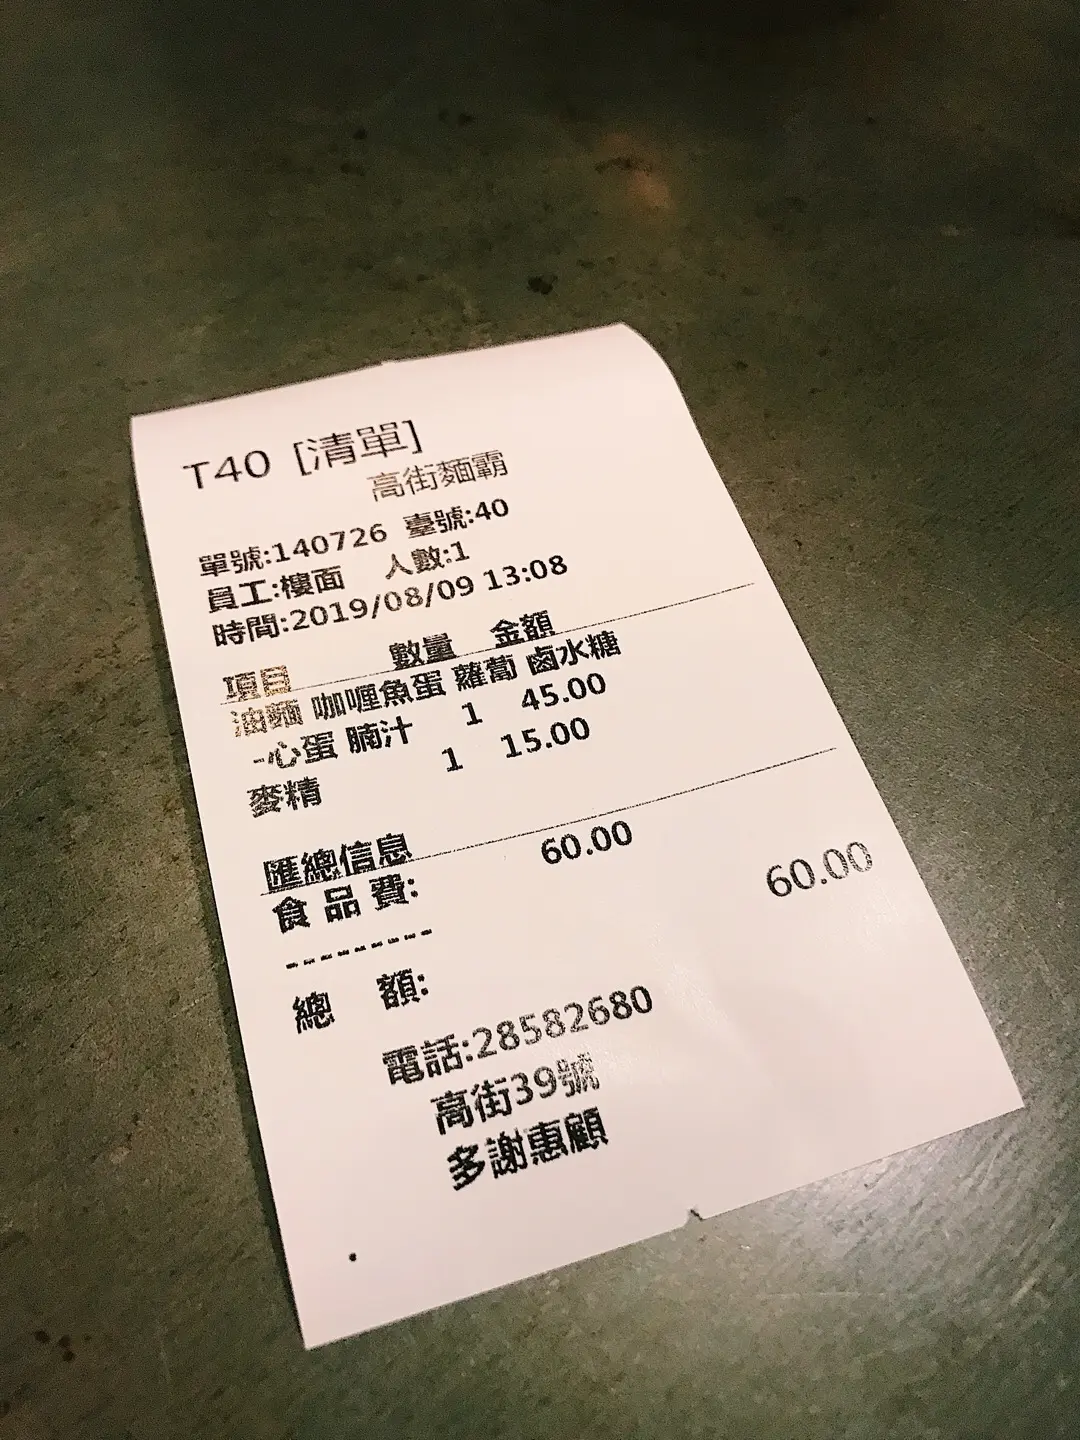 T40 [清單]
高街麵霸
單號:140726 臺號:40
員工:樓面 人數:1
時間:2019/08/09 13:08
項目 數量 金額
油麵 咖喱魚蛋 蘿蔔 鹵水糖
-心蛋 腩汁 1 45.00
麥精 1 15.00
匯總信息
食 品 費: 60.00
---------
總 額: 60.00
電話:28582680
高街39號
多謝惠顧